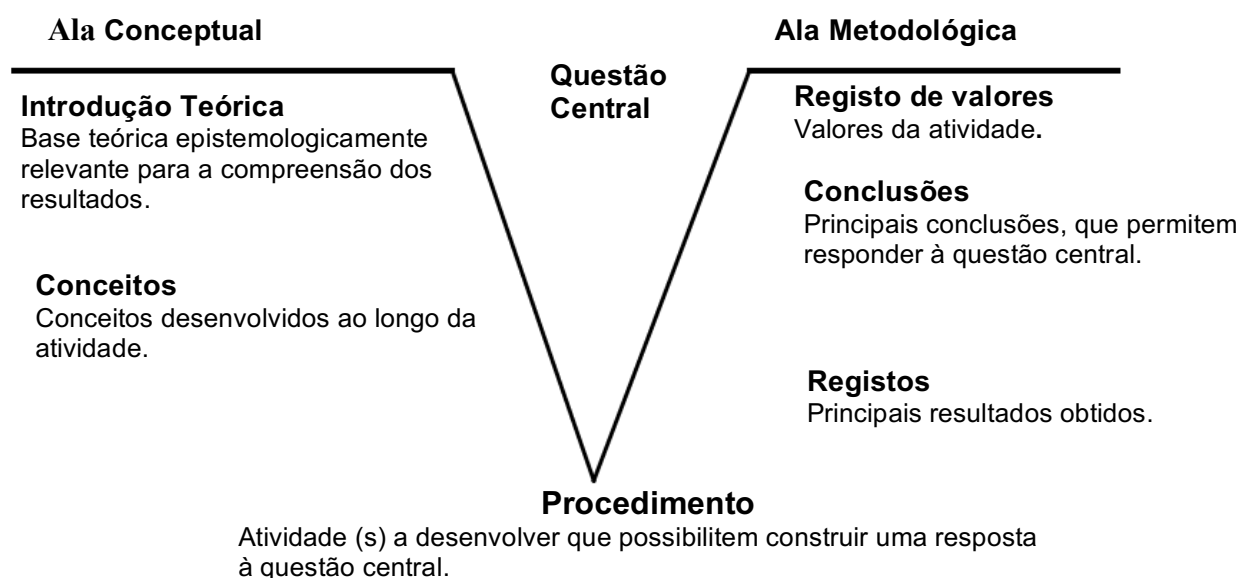 Ala Conceptual
Ala Metodológica
Questão
Central
Introdução Teórica
Base teórica epistemologicamente
relevante para a compreensão dos
resultados.
Conceitos
Conceitos desenvolvidos ao longo da
atividade.
Registo de valores
Valores da atividade.
Conclusões
Principais conclusões, que permitem
responder à questão central.
Registos
Principais resultados obtidos.
Procedimento
Atividade (s) a desenvolver que possibilitem construir uma resposta
à questão central.